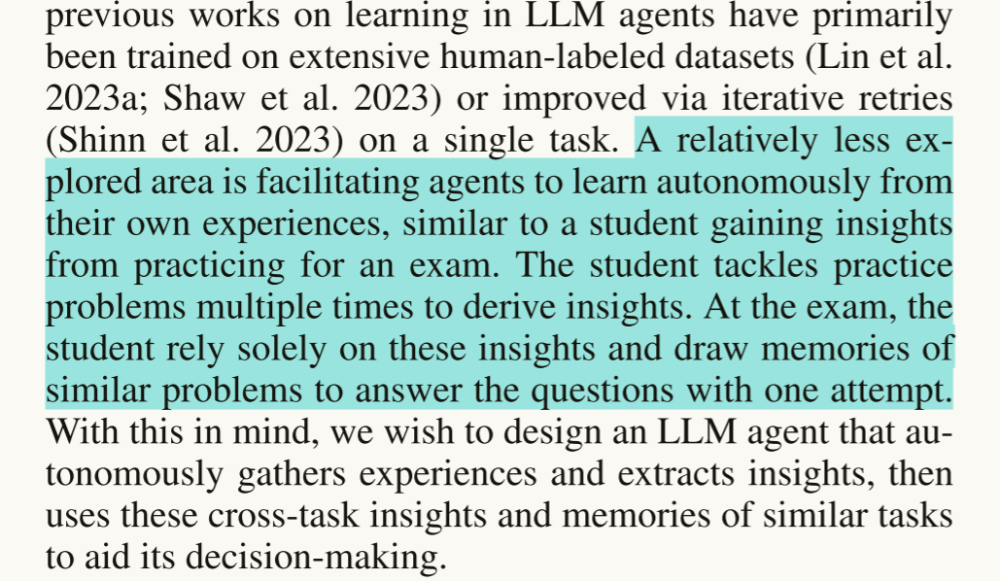 previous works on learning in LLM agents have primarily
been trained on extensive human-labeled datasets (Lin et al.
2023a; Shaw et al. 2023) or improved via iterative retries
(Shinn et al. 2023) on a single task. A relatively less ex-
plored area is facilitating agents to learn autonomously from
their own experiences, similar to a student gaining insights
from practicing for an exam. The student tackles practice
problems multiple times to derive insights. At the exam, the
student rely solely on these insights and draw memories of
similar problems to answer the questions with one attempt.
With this in mind, we wish to design an LLM agent that au-
tonomously gathers experiences and extracts insights, then
uses these cross-task insights and memories of similar tasks
to aid its decision-making.